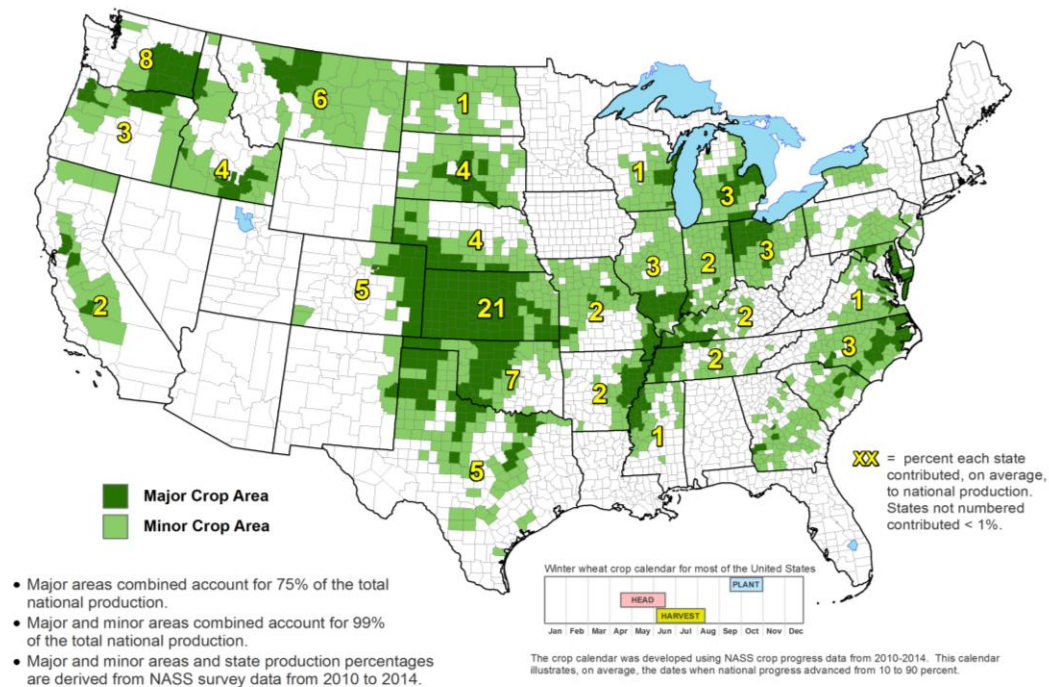 8
6
1
3
4
4
1
3
4
5
21
3
2
3
2
2
2
1
7
2
3
2
1
5
XX = percent each state
contributed, on average,
to national production.
States not numbered
contributed < 1%.
Major Crop Area
Minor Crop Area
• Major areas combined account for 75% of the total
national production.
• Major and minor areas combined account for 99%
of the total national production.
• Major and minor areas and state production percentages
are derived from NASS survey data from 2010 to 2014.
Winter wheat crop calendar for most of the United States
PLANT
HEAD
HARVEST
Jan Feb Mar Apr May Jun Jul Aug Sep Oct Nov Dec
The crop calendar was developed using NASS crop progress data from 2010-2014. This calendar
illustrates, on average, the dates when national progress advanced from 10 to 90 percent.